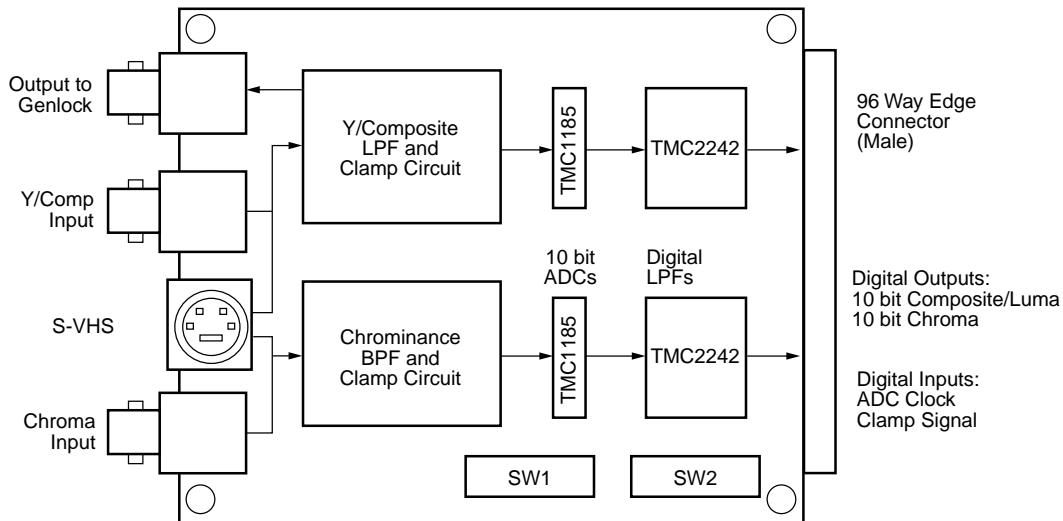 Output to
Genlock
Y/Comp
Input
S-VHS
Chroma
Input
Y/Composite
LPF and
Clamp Circuit
TMC1185
TMC2242
10 bit
ADCs
Digital
LPFs
Chrominance
BPF and
Clamp Circuit
TMC1185
TMC2242
SW1
SW2
96 Way Edge
Connector
(Male)
Digital Outputs:
10 bit Composite/Luma
10 bit Chroma
Digital Inputs:
ADC Clock
Clamp Signal